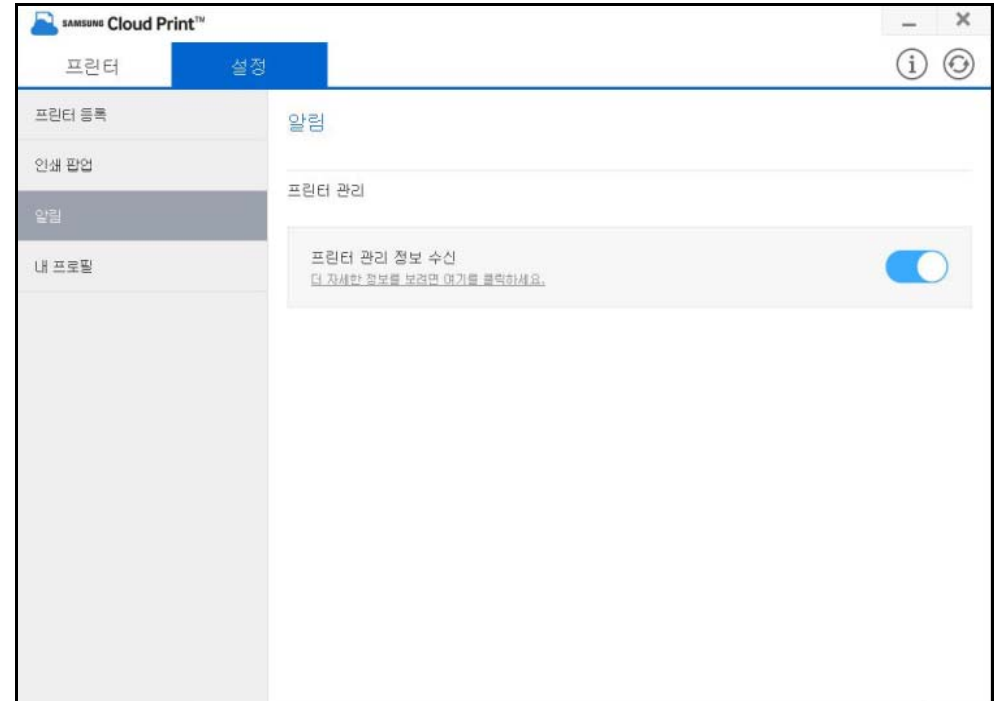 SAMSUNG Cloud Print™
프린터
설정
프린터 등록
인쇄 팝업
알림
내 프로필
알림
프린터 관리
프린터 관리 정보 수신
더 자세한 정보를 보려면 여기를 클릭하세요.